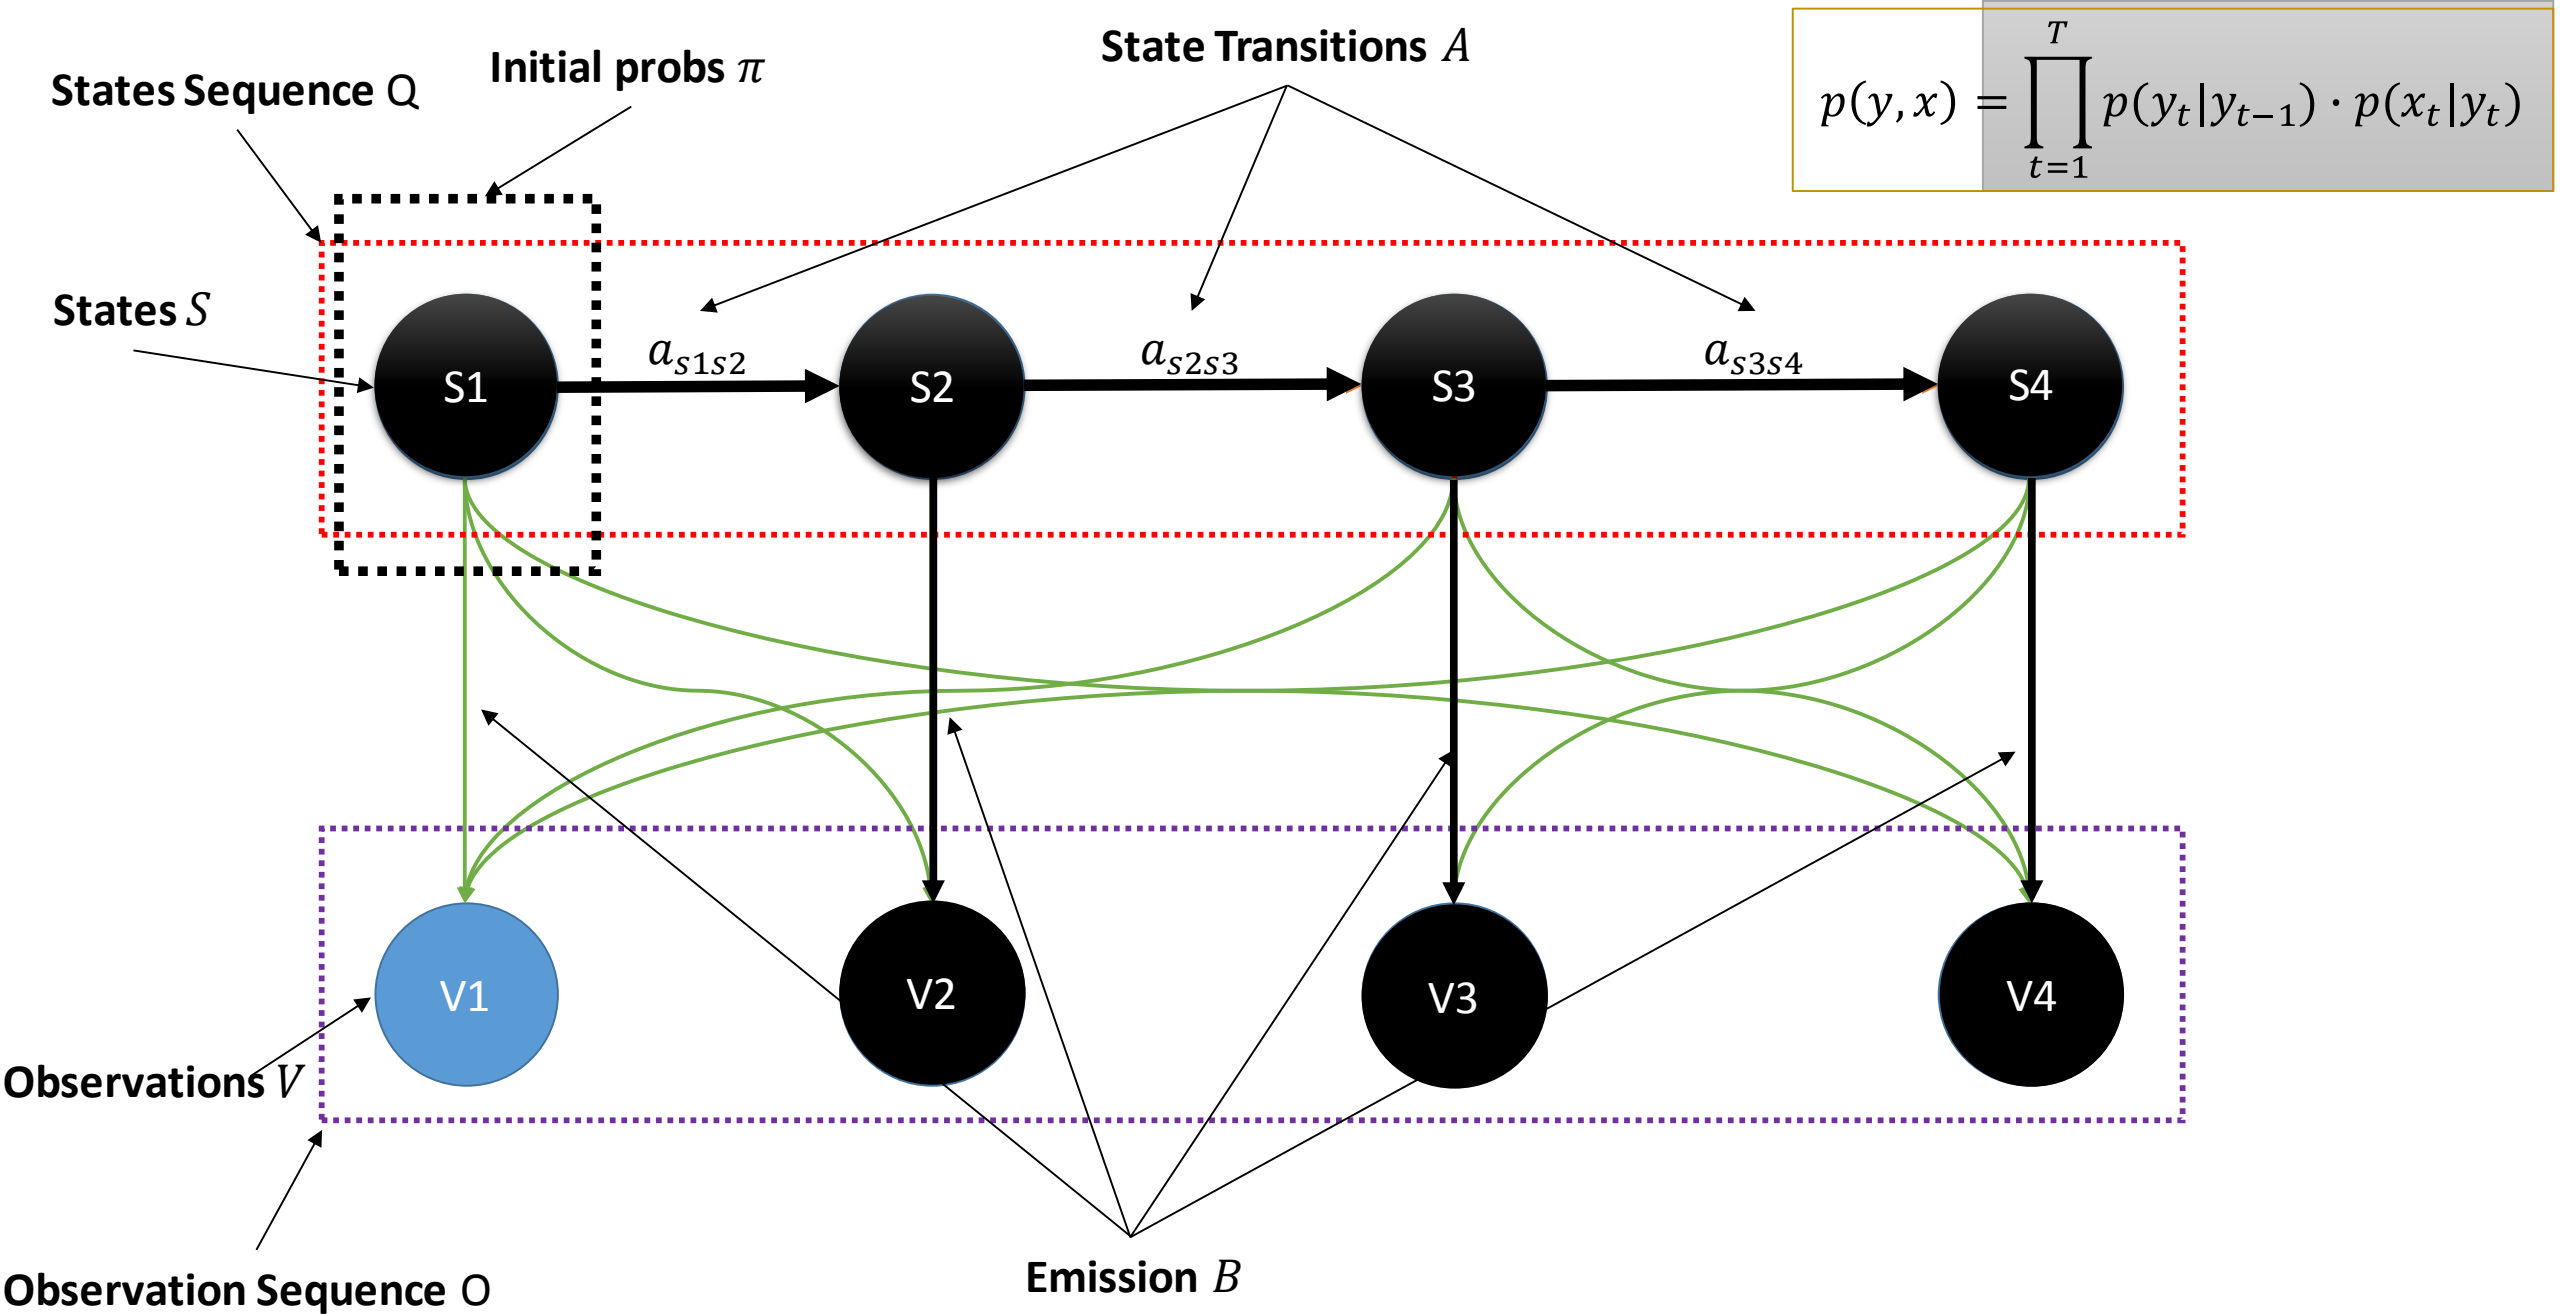 State Transitions A
Initial probs π
States Sequence Q
p(y, x) = ∏_{t=1}^{T} p(y_t|y_{t−1}) · p(x_t|y_t)
States S
a_{s1s2}
a_{s2s3}
a_{s3s4}
S1
S2
S3
S4
V1
V2
V3
V4
Observations V
Emission B
Observation Sequence O